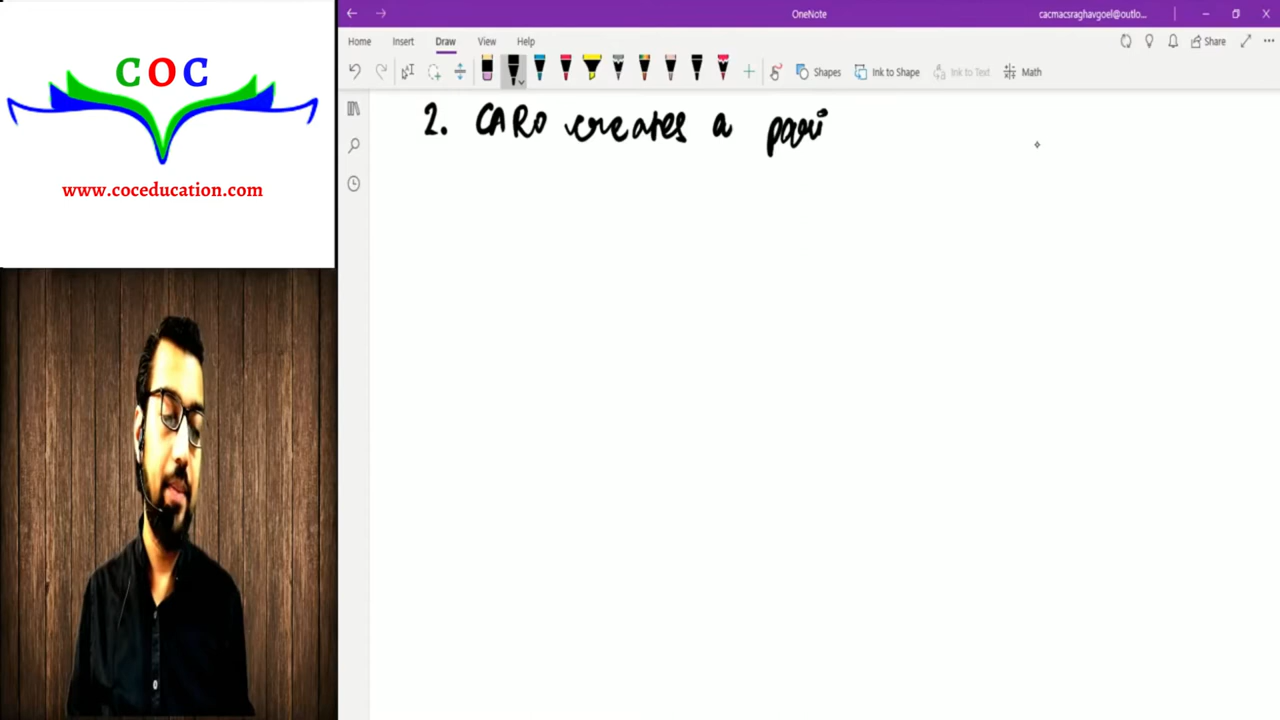 COC
www.coceducation.com
OneNote
cacmacsraghavgoel@outlo...
Home Insert Draw View Help
Share
Shapes Ink to Shape Ink to Text Math
2. CARO creates a pari